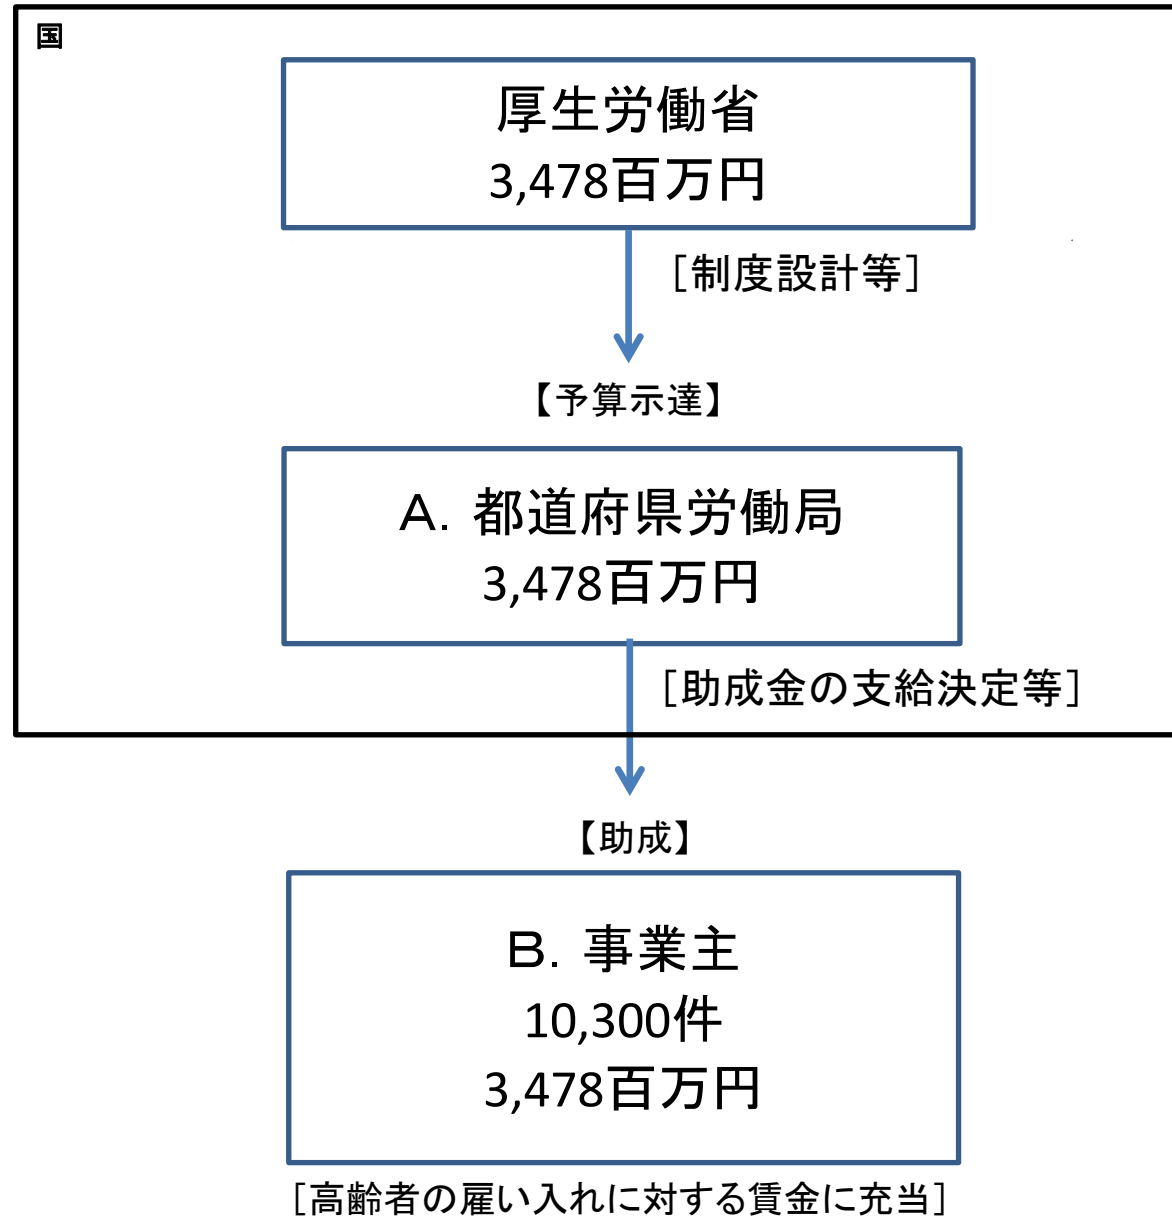 国
厚生労働省
3,478百万円
［制度設計等］
【予算示達】
Ａ．都道府県労働局
3,478百万円
［助成金の支給決定等］
【助成】
Ｂ．事業主
10,300件
3,478百万円
［高齢者の雇い入れに対する賃金に充当］